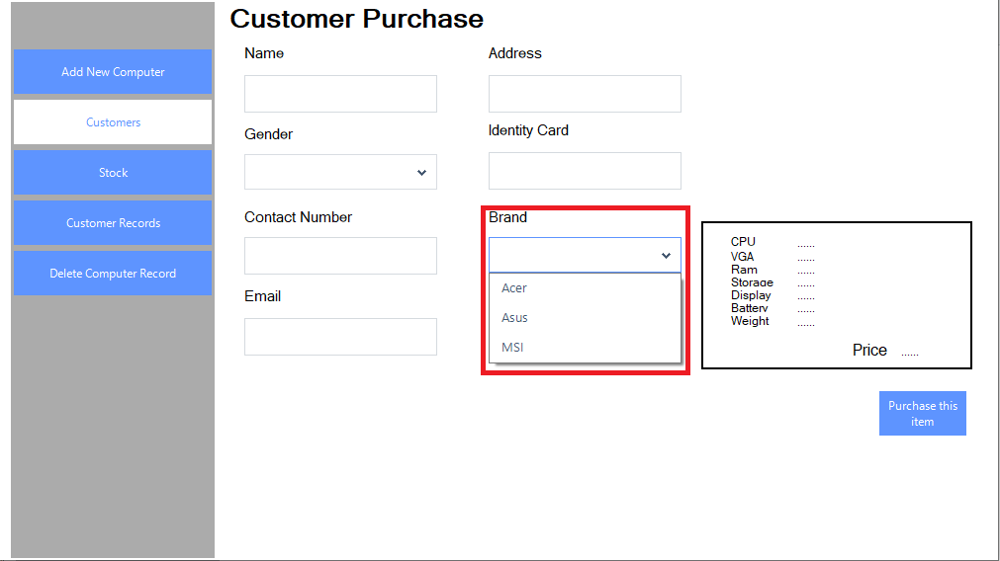 Customer Purchase
Add New Computer
Customers
Stock
Customer Records
Delete Computer Record
Name
Address
Gender
Identity Card
Contact Number
Brand
Acer
Asus
MSI
Email
CPU ......
VGA ......
Ram ......
Storage ......
Display ......
Battery ......
Weight ......
Price ......
Purchase this
item